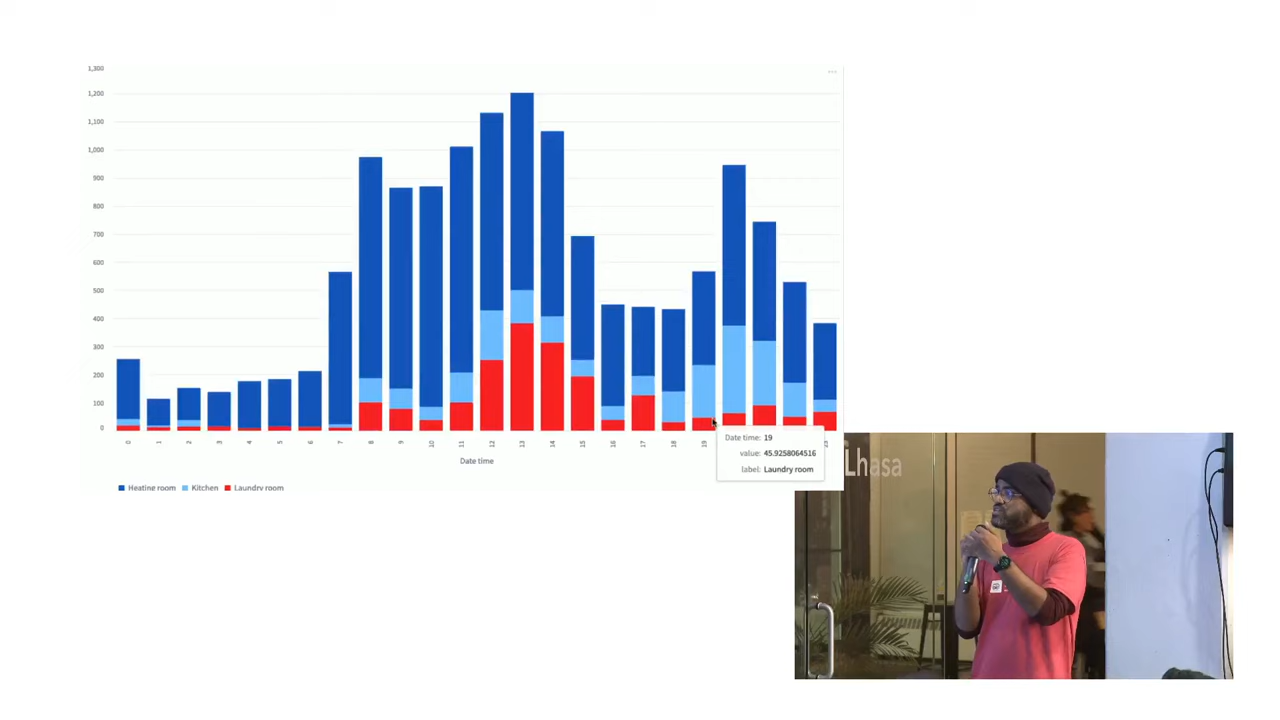 1,300
1,200
1,100
1,000
900
800
700
600
500
400
300
200
100
0
0 1 2 3 4 5 6 7 8 9 10 11 12 13 14 15 16 17 18 19
Date time
Heating room Kitchen Laundry room
Date time: 19
value: 45.9258064516
label: Laundry room
Lhasa